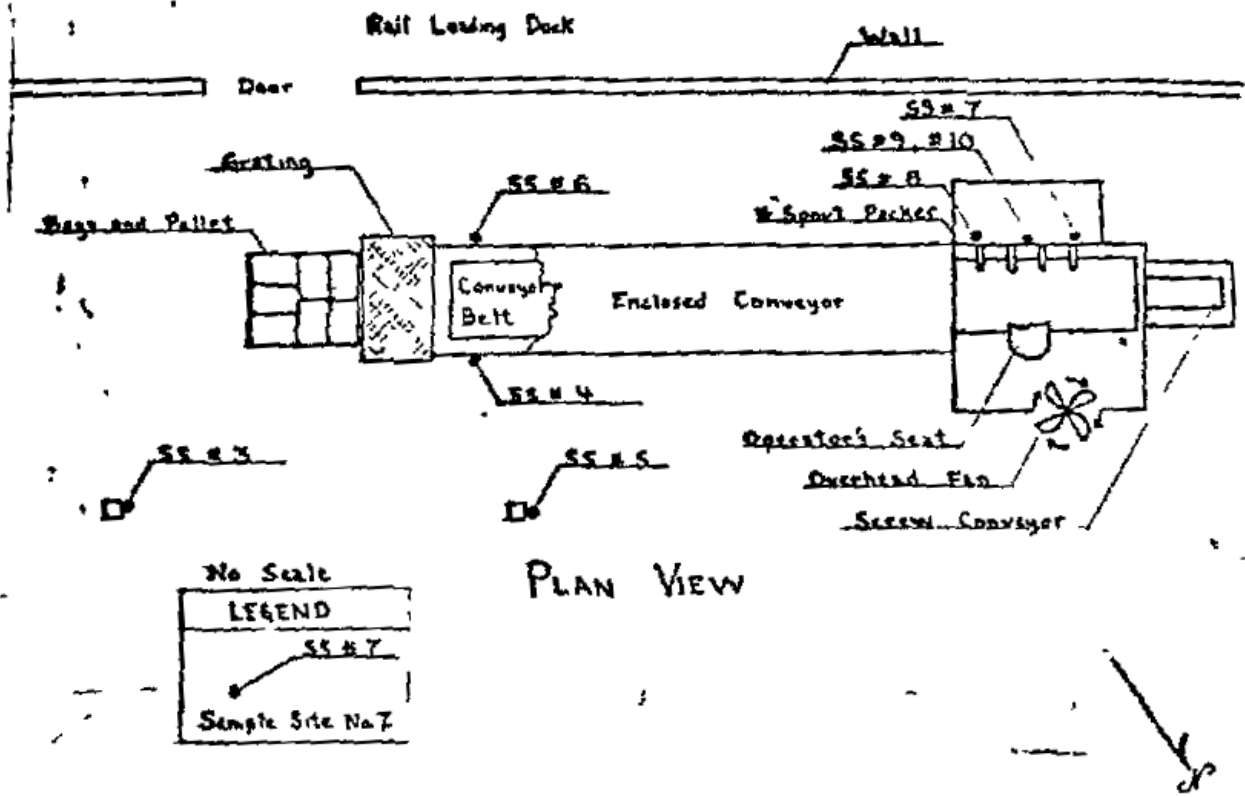 Rail Loading Dock
Wall
Door
SS # 7
SS # 9, # 10
Grating
SS # 6
SS # 8
Spout Packer
Bags and Pallet
Conveyor
Belt
Enclosed Conveyor
SS # 4
Operator's Seat
SS # 3
SS # 5
Overhead Fan
Screw Conveyor
No Scale
PLAN VIEW
LEGEND
SS # 7
Sample Site No. 7
N